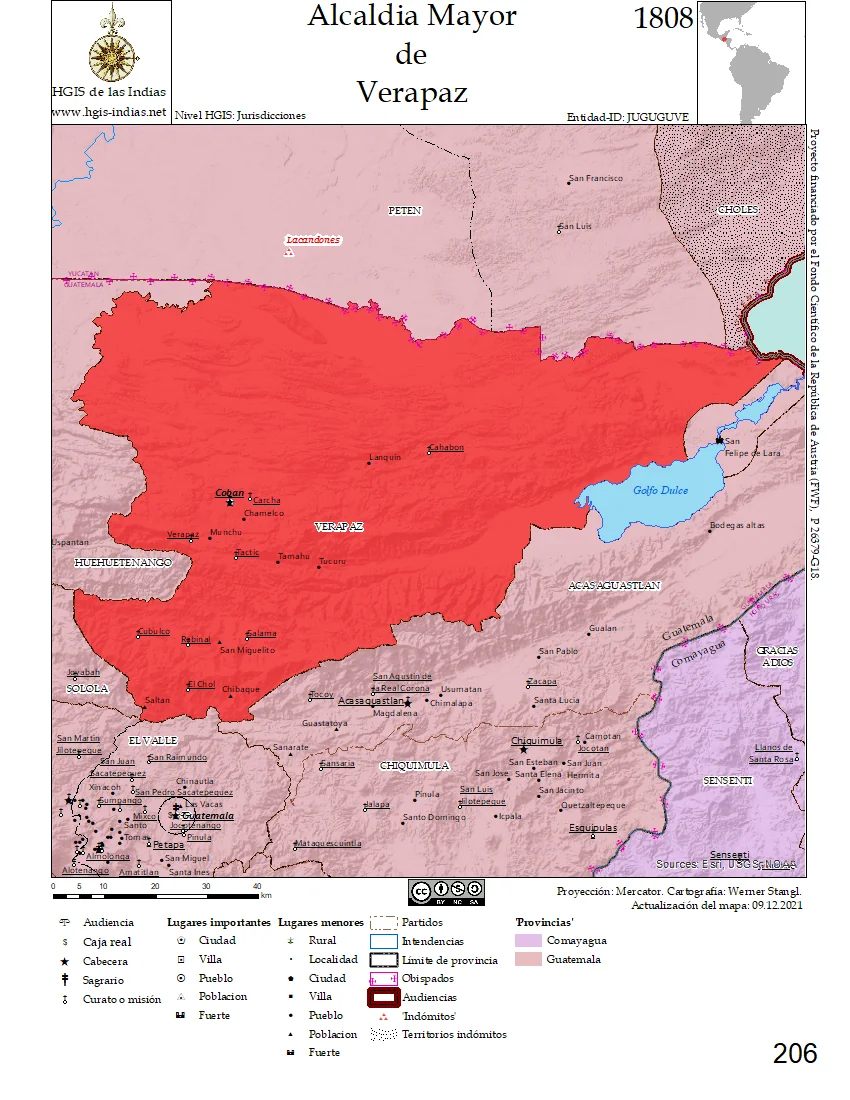 Alcaldia Mayor
de
Verapaz
1808
HGIS de las Indias
www.hgis-indias.net
Nivel HGIS: Jurisdicciones
Entidad-ID: JUGUGUVE
Proyecto financiado por el Fondo Científico de la República de Austria (FWF), P 26379-G18.
San Francisco
PETEN
CHOLES
San Luis
Lacandones
YUCATAN
GUATEMALA
Cahabon
Lanquin
San
Felipe de Lara
Golfo Dulce
Coban
Carcha
Chamelco
VERAPAZ
Bodegas altas
Verapaz
Munchu
Uspantan
Tactic
Tamahu
Tucuru
HUEHUETENANGO
ACASAGUASTLAN
Guatemala
Comayagua
Cubulco
Rabinal
Salama
San Miguelito
Gualan
San Pablo
GRACIAS
A DIOS
Joyabah
SOLOLA
El Chol
Chibaque
Saltan
San Agustin de
la Real Corona
Tocoy
Acasaguastlan
Usumatan
Chimalapa
Magdalena
Zacapa
Santa Lucia
Guastatoya
San Martin
Jilotepeque
EL VALLE
San Juan
Sacatepequez
San Raimundo
Sanarate
Sansaria
CHIQUIMULA
Chiquimula
Camotan
Jocotan
Llanos de
Santa Rosa
San Esteban
San Juan
San Jose
Santa Elena
Hermita
SENSENTI
Chinautla
Xinacoh
San Pedro Sacatepequez
Sumpango
Las Vacas
Guatemala
Mixco
Santo
Tomas
Jocotenango
Pinula
Petapa
Jalapa
Pinula
San Luis
Jilotepeque
San Jacinto
Quetzaltepeque
Santo Domingo
Icpala
Esquipulas
Almolonga
San Miguel
Alotenango
Amatitlan
Santa Ines
Mataquescuintla
Sensenti
Sources: Esri, USGS, NOAA
0 5 10 20 30 40
km
CC BY NC SA
Proyección: Mercator. Cartografía: Werner Stangl.
Actualización del mapa: 09.12.2021
Audiencia
Caja real
Cabecera
Sagrario
Curato o misión
Lugares importantes
Ciudad
Villa
Pueblo
Poblacion
Fuerte
Lugares menores
Rural
Localidad
Ciudad
Villa
Pueblo
Poblacion
Fuerte
Partidos
Intendencias
Límite de provincia
Obispados
Audiencias
'Indómitos'
Territorios indómitos
'Provincias'
Comayagua
Guatemala
206